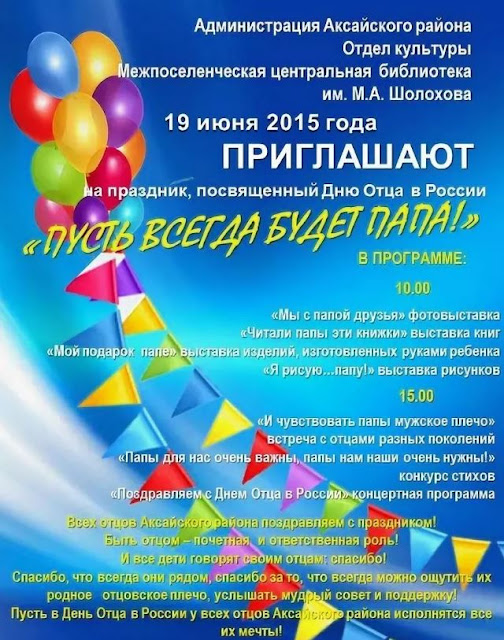 Администрация Аксайского района
Отдел культуры
Межпоселенческая центральная библиотека
им. М.А. Шолохова
19 июня 2015 года
ПРИГЛАШАЮТ
на праздник, посвященный Дню Отца в России
«ПУСТЬ ВСЕГДА БУДЕТ ПАПА!»
В ПРОГРАММЕ:
10.00
«Мы с папой друзья» фотовыставка
«Читали папы эти книжки» выставка книг
«Мой подарок папе» выставка изделий, изготовленных руками ребенка
«Я рисую...папу!» выставка рисунков
15.00
«И чувствовать папы мужское плечо»
встреча с отцами разных поколений
«Папы для нас очень важны, папы нам наши очень нужны!»
конкурс стихов
«Поздравляем с Днем Отца в России» концертная программа
Всех отцов Аксайского района поздравляем с праздником!
Быть отцом – почетная и ответственная роль!
И все дети говорят своим отцам: спасибо!
Спасибо, что всегда они рядом, спасибо за то, что всегда можно ощутить их
родное отцовское плечо, услышать мудрый совет и поддержку!
Пусть в День Отца в России у всех отцов Аксайского района исполнятся все
их мечты!